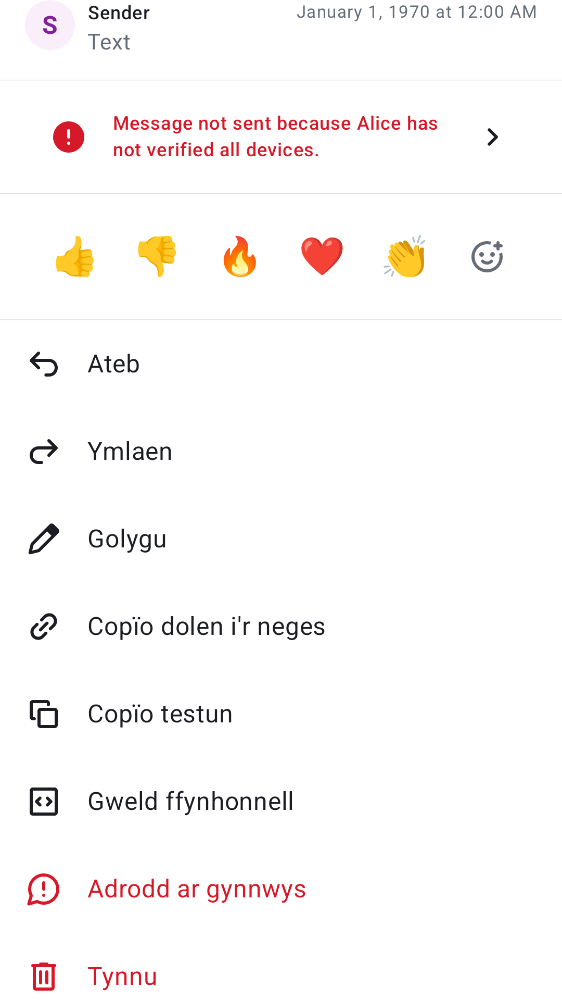 S
Sender
January 1, 1970 at 12:00 AM
Text
Message not sent because Alice has
not verified all devices.
Ateb
Ymlaen
Golygu
Copïo dolen i'r neges
Copïo testun
Gweld ffynhonnell
Adrodd ar gynnwys
Tynnu